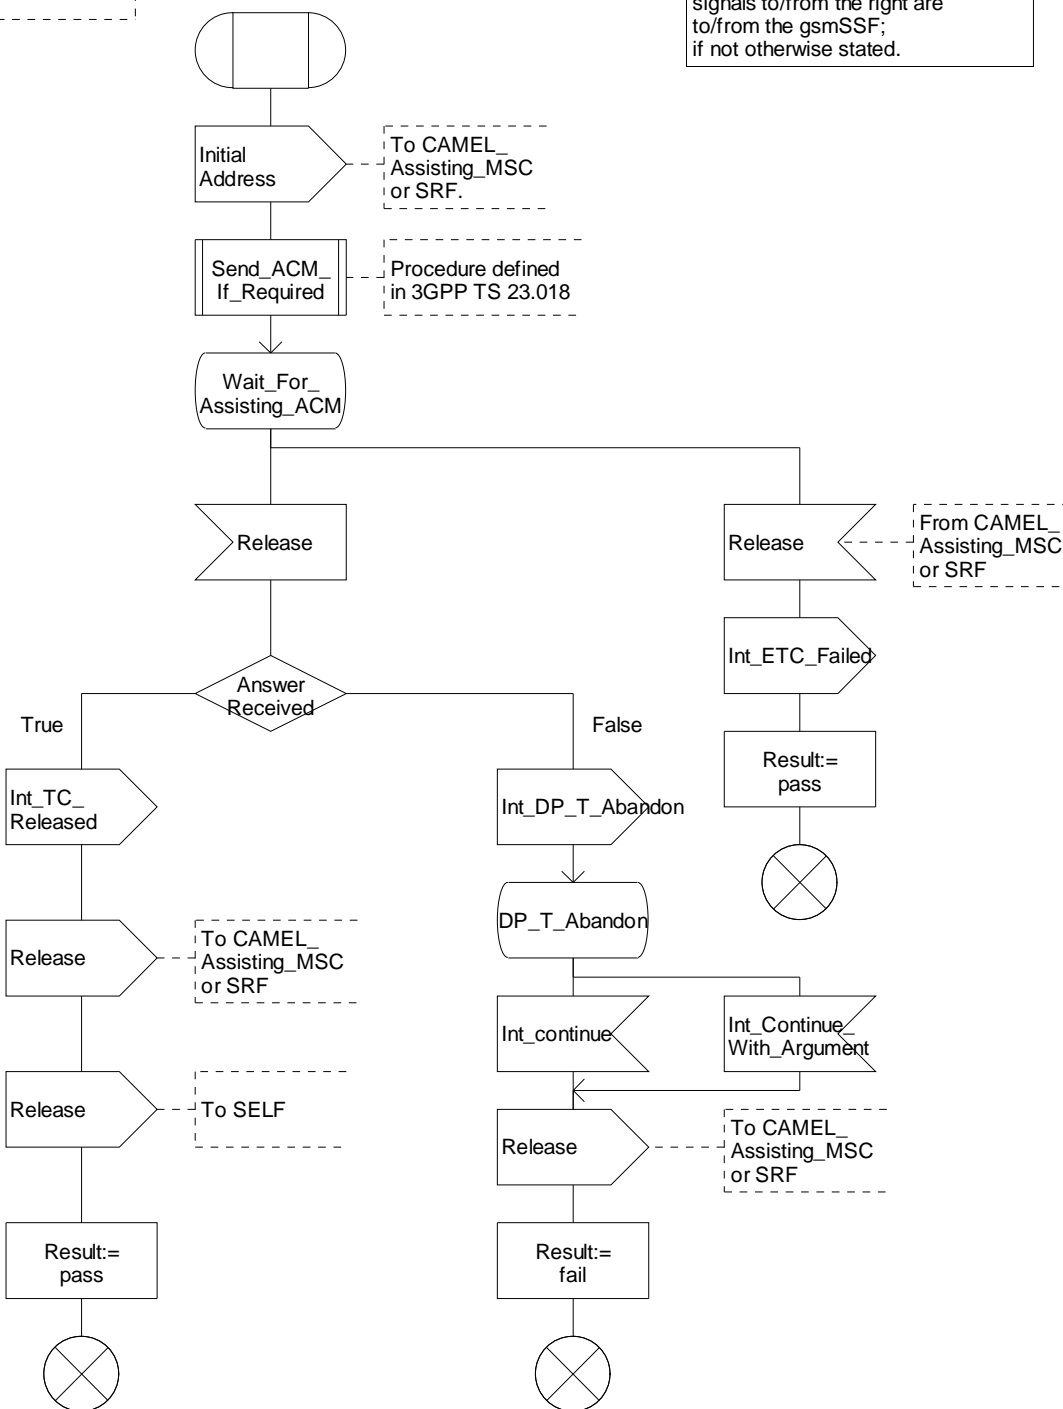 signals to/from the right are
to/from the gsmSSF;
if not otherwise stated.
Initial
Address
To CAMEL_
Assisting_MSC
or SRF.
Send_ACM_
If_Required
Procedure defined
in 3GPP TS 23.018
Wait_For_
Assisting_ACM
Release
Release
From CAMEL_
Assisting_MSC
or SRF
Int_ETC_Failed
Answer
Received
True
False
Result:=
pass
Int_TC_
Released
Int_DP_T_Abandon
DP_T_Abandon
Release
To CAMEL_
Assisting_MSC
or SRF
Int_continue
Int_Continue_
With_Argument
Release
To SELF
Release
To CAMEL_
Assisting_MSC
or SRF
Result:=
pass
Result:=
fail